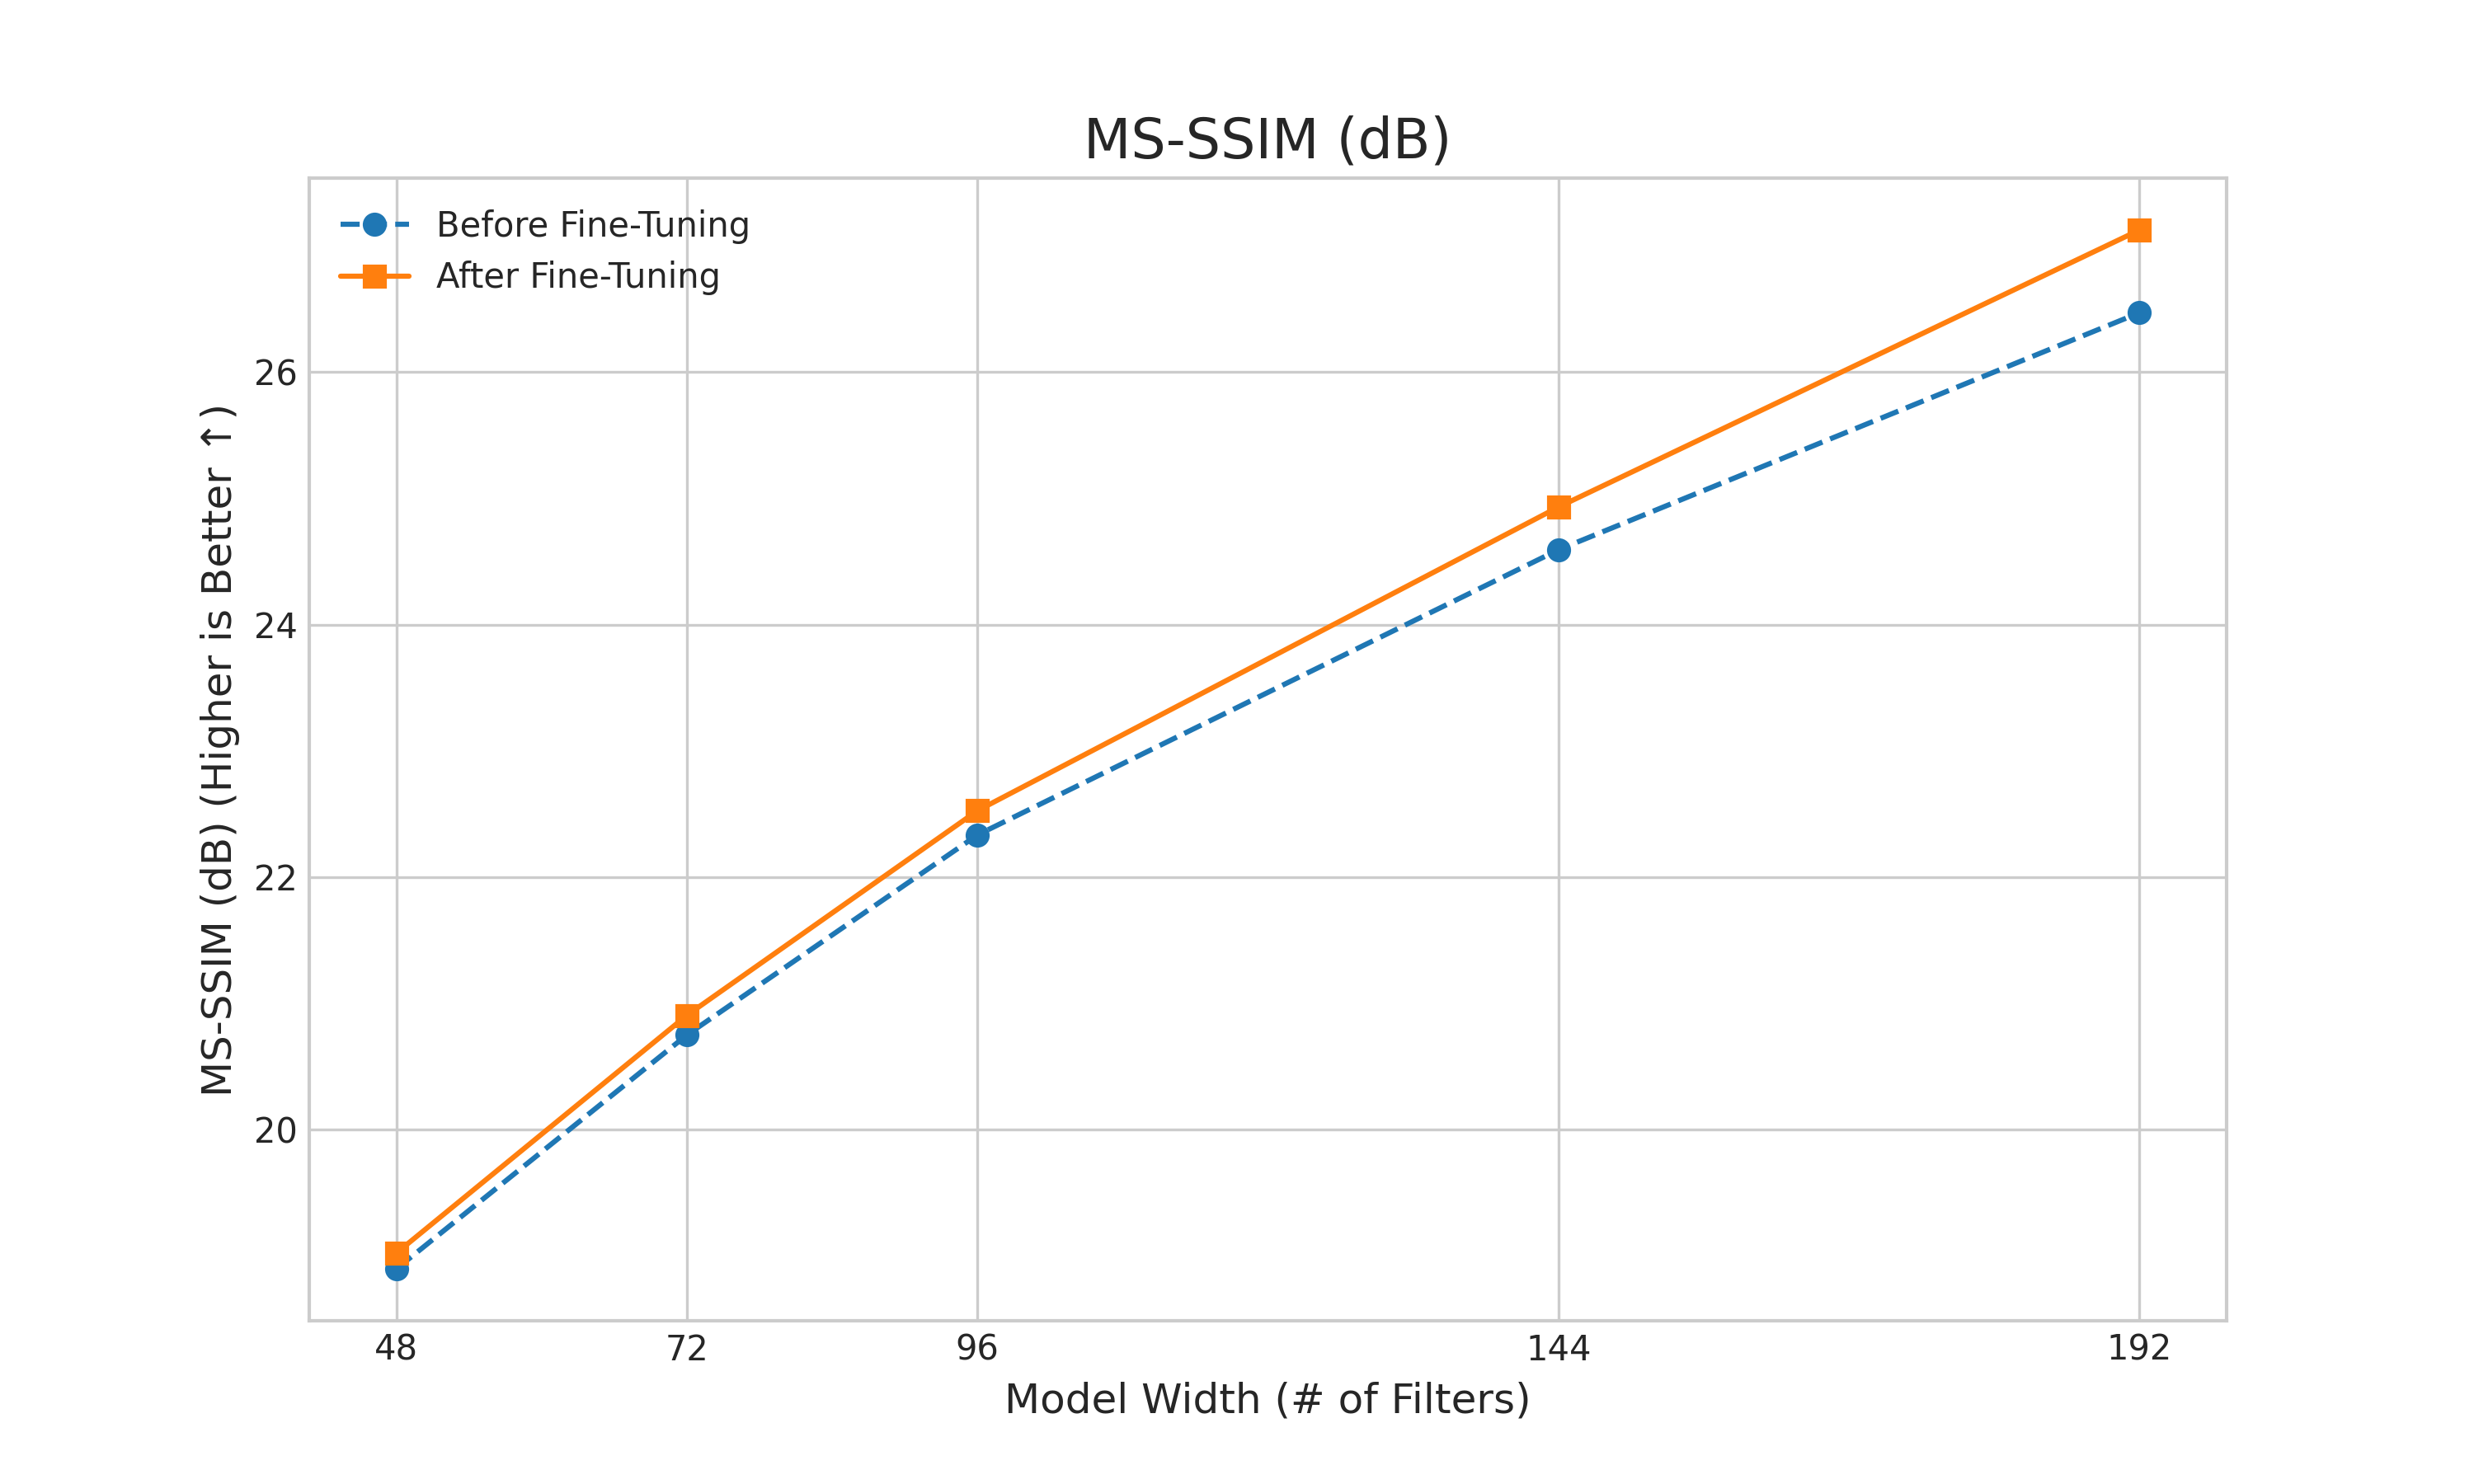 MS-SSIM (dB)
Before Fine-Tuning
After Fine-Tuning
MS-SSIM (dB) (Higher is Better ↑)
26
24
22
20
48 72 96 144 192
Model Width (# of Filters)